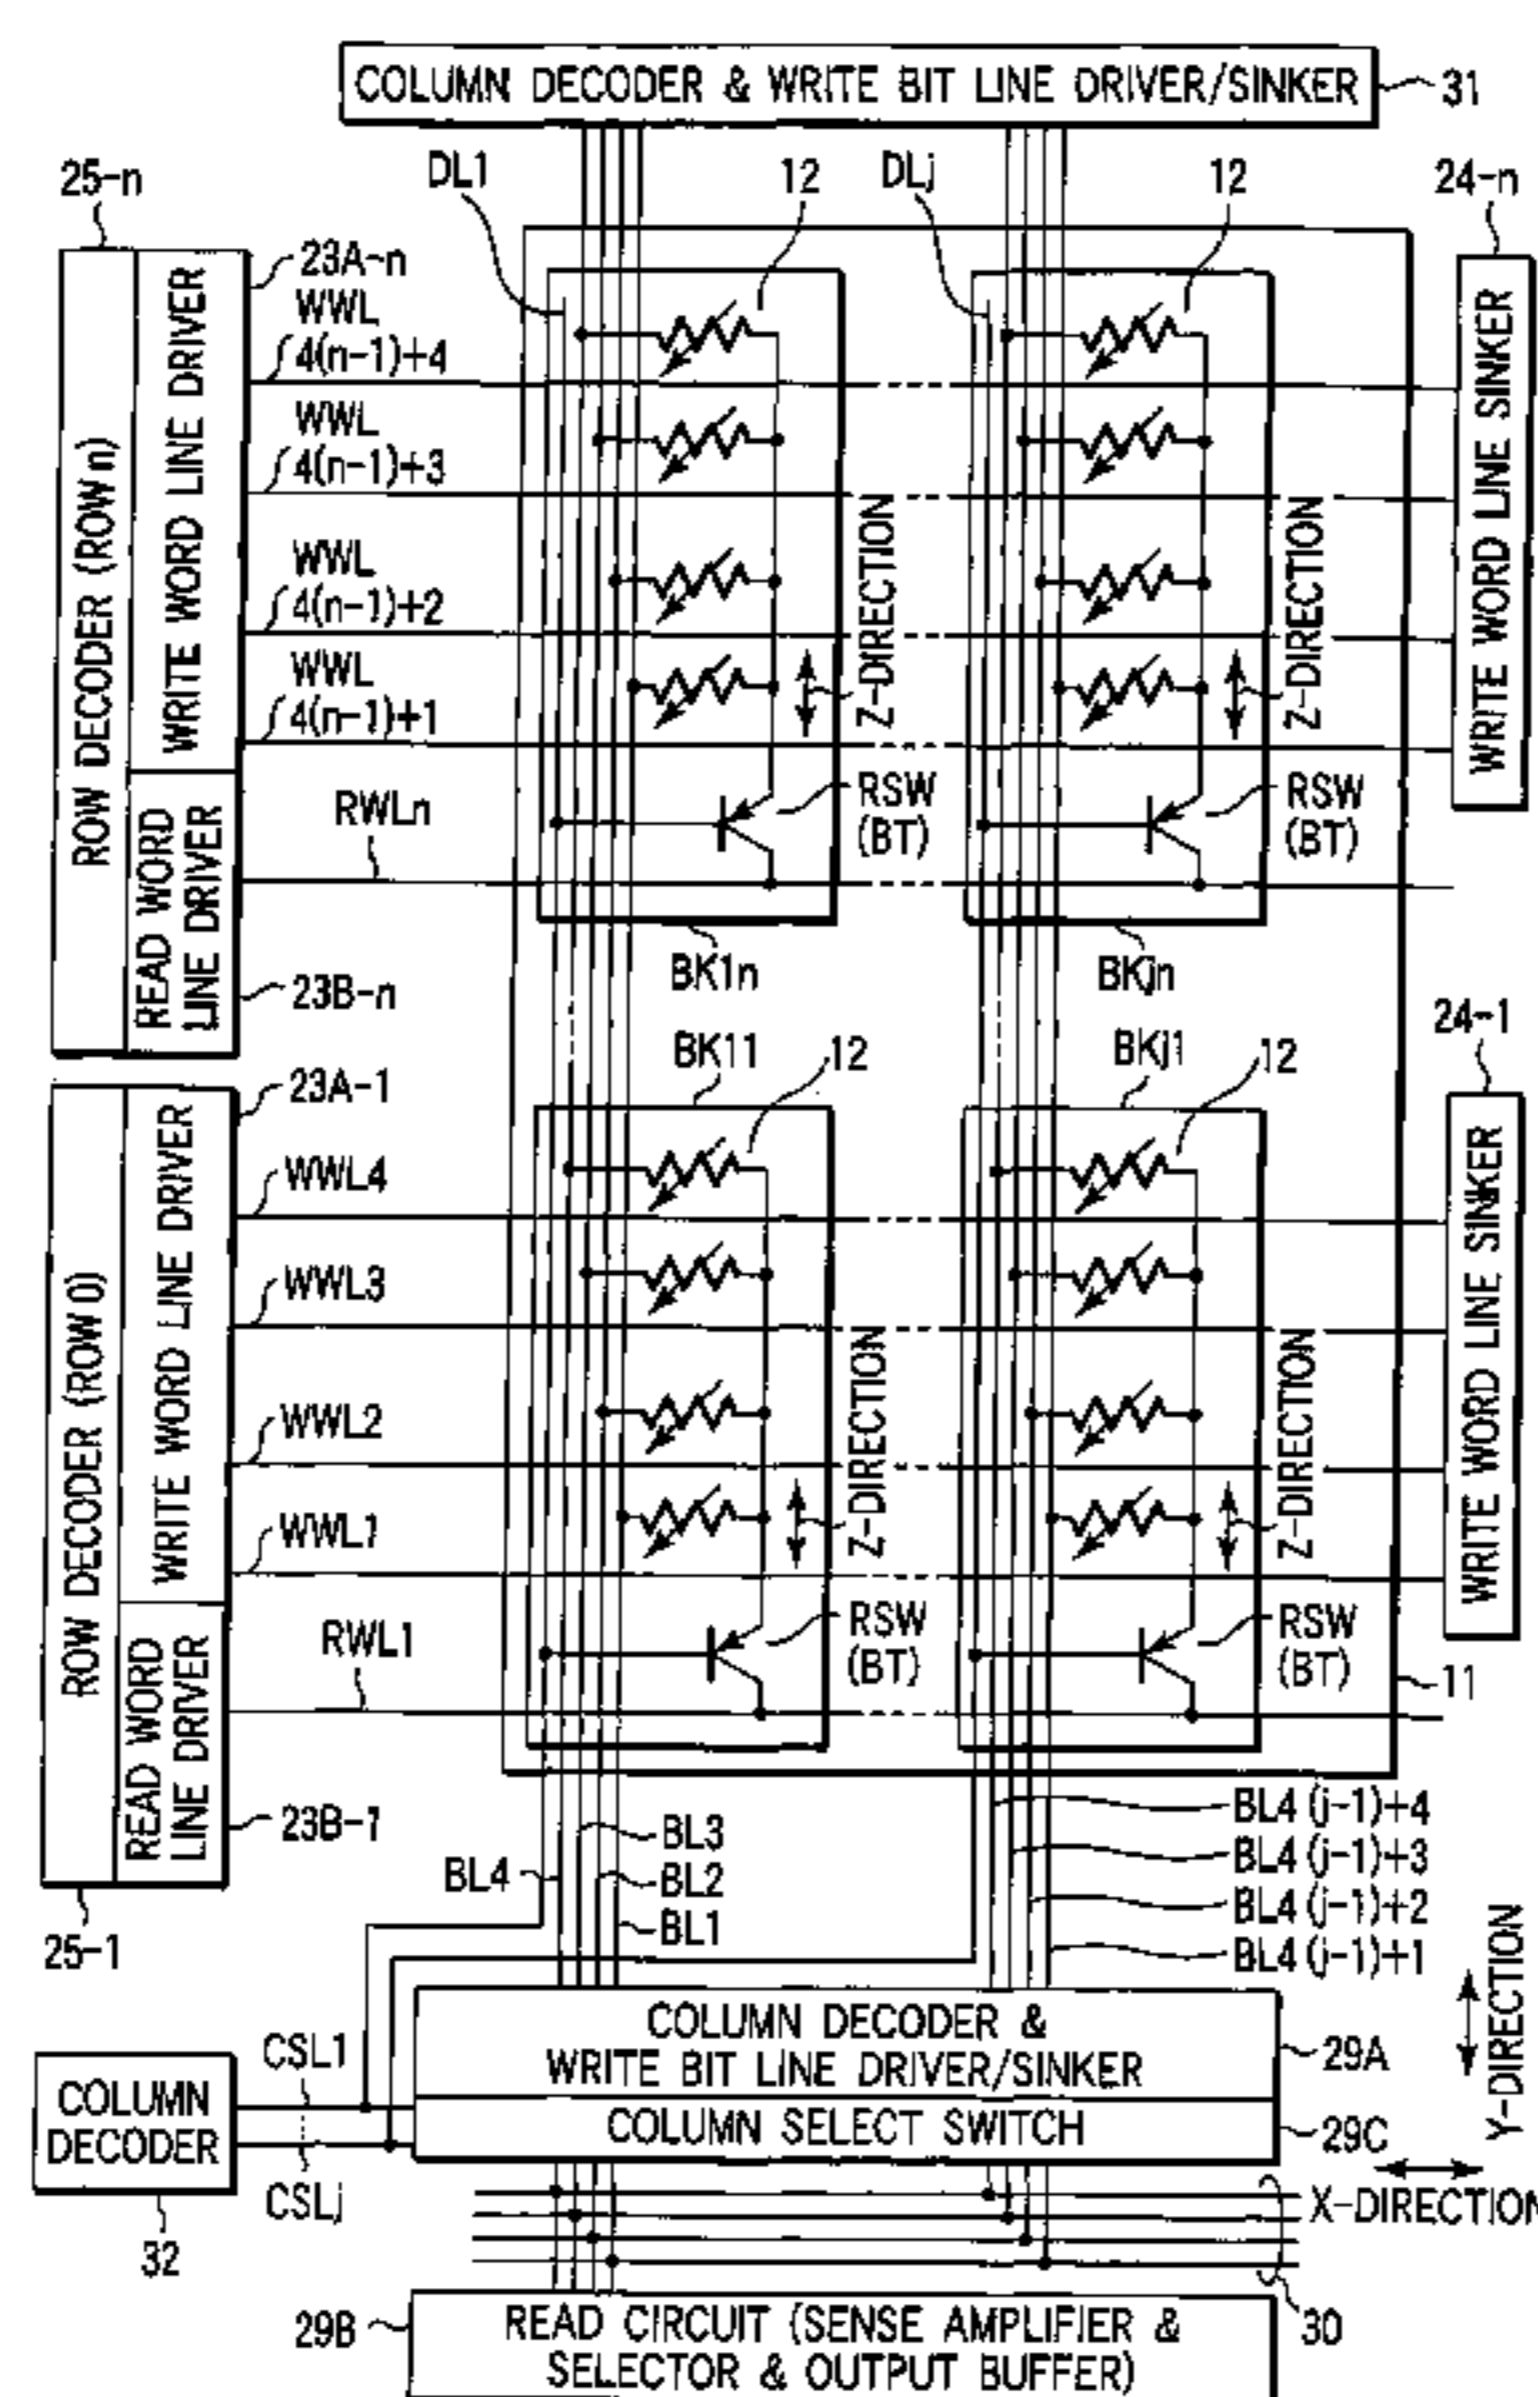 COLUMN DECODER & WRITE BIT LINE DRIVER/SINKER
31
25-n
DL1
12
DLj
12
24-n
23A-n
WWL
4(n-1)+4
WWL
4(n-1)+3
WWL
4(n-1)+2
WWL
4(n-1)+1
ROW DECODER (ROW n)
WRITE WORD LINE DRIVER
READ WORD
LINE DRIVER
RWLn
23B-n
Z-DIRECTION
RSW
(BT)
BK1n
Z-DIRECTION
RSW
(BT)
BKjn
WRITE WORD LINE SINKER
24-1
BK11
12
BKj1
12
23A-1
WWL4
WWL3
WWL2
WWL1
ROW DECODER (ROW 0)
WRITE WORD LINE DRIVER
READ WORD
LINE DRIVER
RWL1
23B-1
25-1
Z-DIRECTION
RSW
(BT)
Z-DIRECTION
RSW
(BT)
WRITE WORD LINE SINKER
11
BL4
BL3
BL2
BL1
BL4(j-1)+4
BL4(j-1)+3
BL4(j-1)+2
BL4(j-1)+1
Y-DIRECTION
X-DIRECTION
COLUMN DECODER &
WRITE BIT LINE DRIVER/SINKER
29A
COLUMN SELECT SWITCH
29C
COLUMN
DECODER
32
CSL1
CSLj
30
29B
READ CIRCUIT (SENSE AMPLIFIER &
SELECTOR & OUTPUT BUFFER)